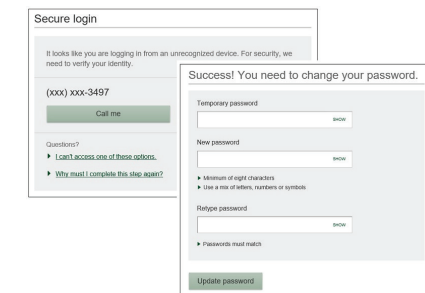 Secure login
It looks like you are logging in from an unrecognized device. For security, we
need to verify your identity.
(xxx) xxx-3497
Call me
Questions?
I can't access one of these options.
Why must I complete this step again?
Success! You need to change your password.
Temporary password
SHOW
New password
SHOW
Minimum of eight characters
Use a mix of letters, numbers or symbols
Retype password
SHOW
Passwords must match
Update password